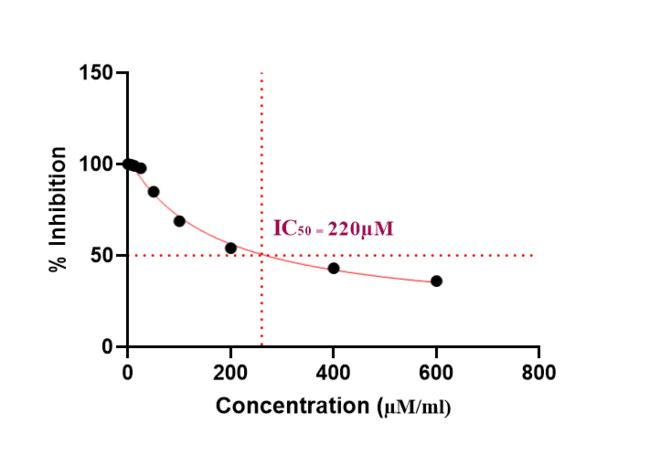 150
100
50
0
% Inhibition
IC50 = 220µM
0 200 400 600 800
Concentration (µM/ml)